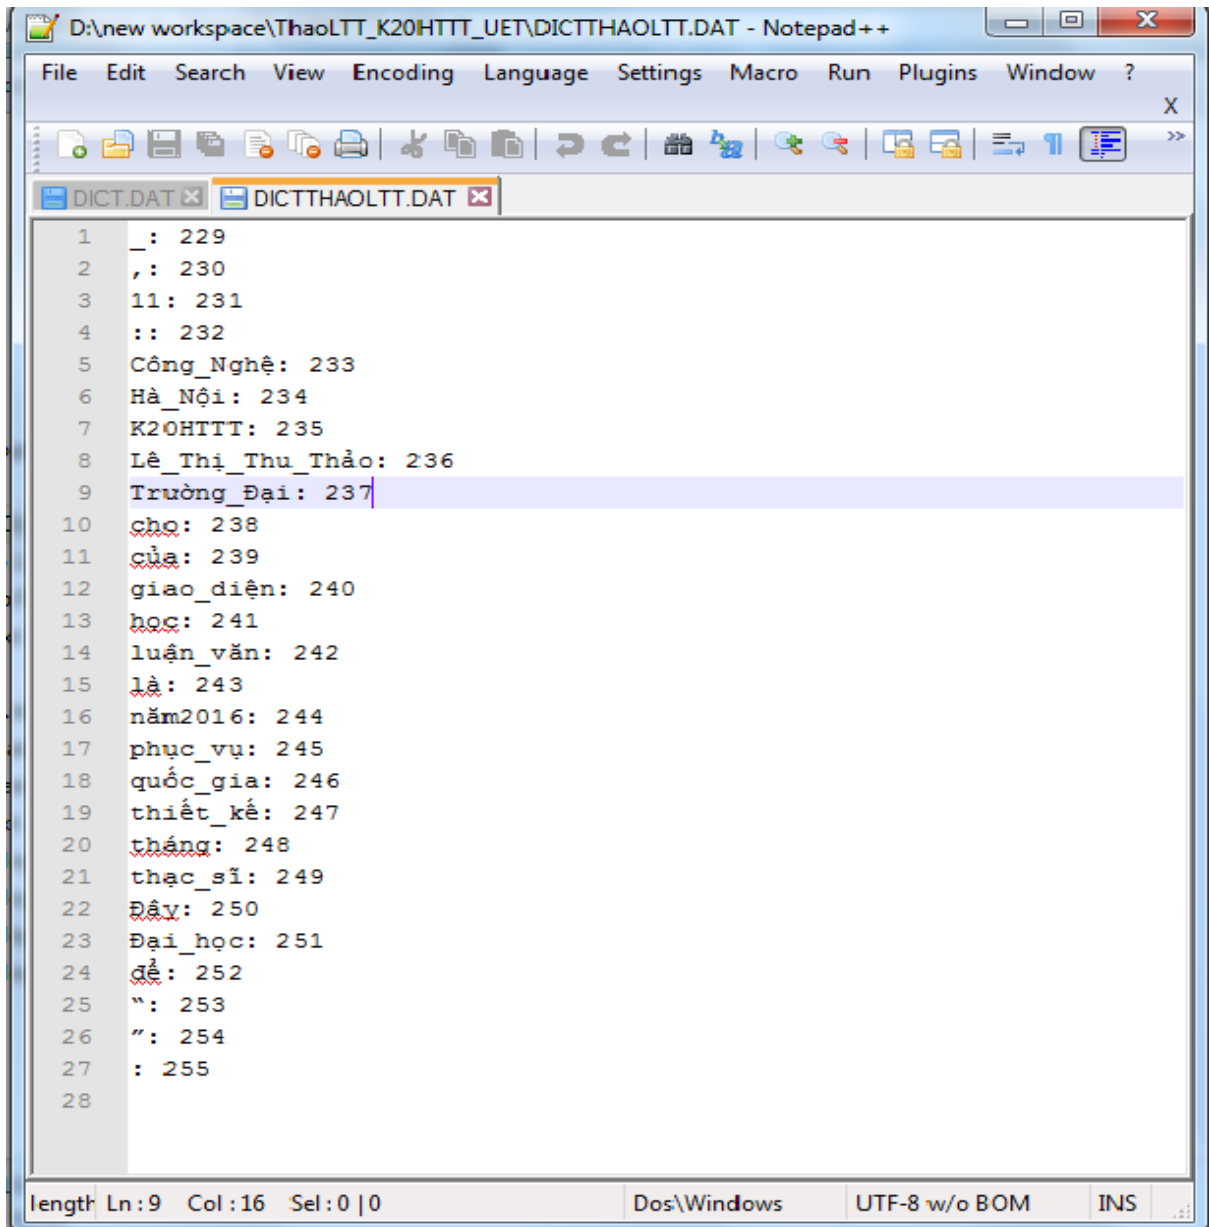 D:\new workspace\ThaoLTT_K20HTTT_UET\DICTTHAOLTT.DAT - Notepad++
File Edit Search View Encoding Language Settings Macro Run Plugins Window ?
X
DICT.DAT DICTTHAOLTT.DAT
1 _: 229
2 ,: 230
3 11: 231
4 :: 232
5 Công_Nghệ: 233
6 Hà_Nội: 234
7 K20HTTT: 235
8 Lê_Thị_Thu_Thảo: 236
9 Trường_Đại: 237
10 cho: 238
11 của: 239
12 giao_diện: 240
13 học: 241
14 luận_văn: 242
15 là: 243
16 năm2016: 244
17 phục_vụ: 245
18 quốc_gia: 246
19 thiết_kế: 247
20 tháng: 248
21 thạc_sĩ: 249
22 Đây: 250
23 Đại_học: 251
24 để: 252
25 “: 253
26 ”: 254
27 : 255
28
length Ln : 9 Col : 16 Sel : 0 | 0 Dos\Windows UTF-8 w/o BOM INS